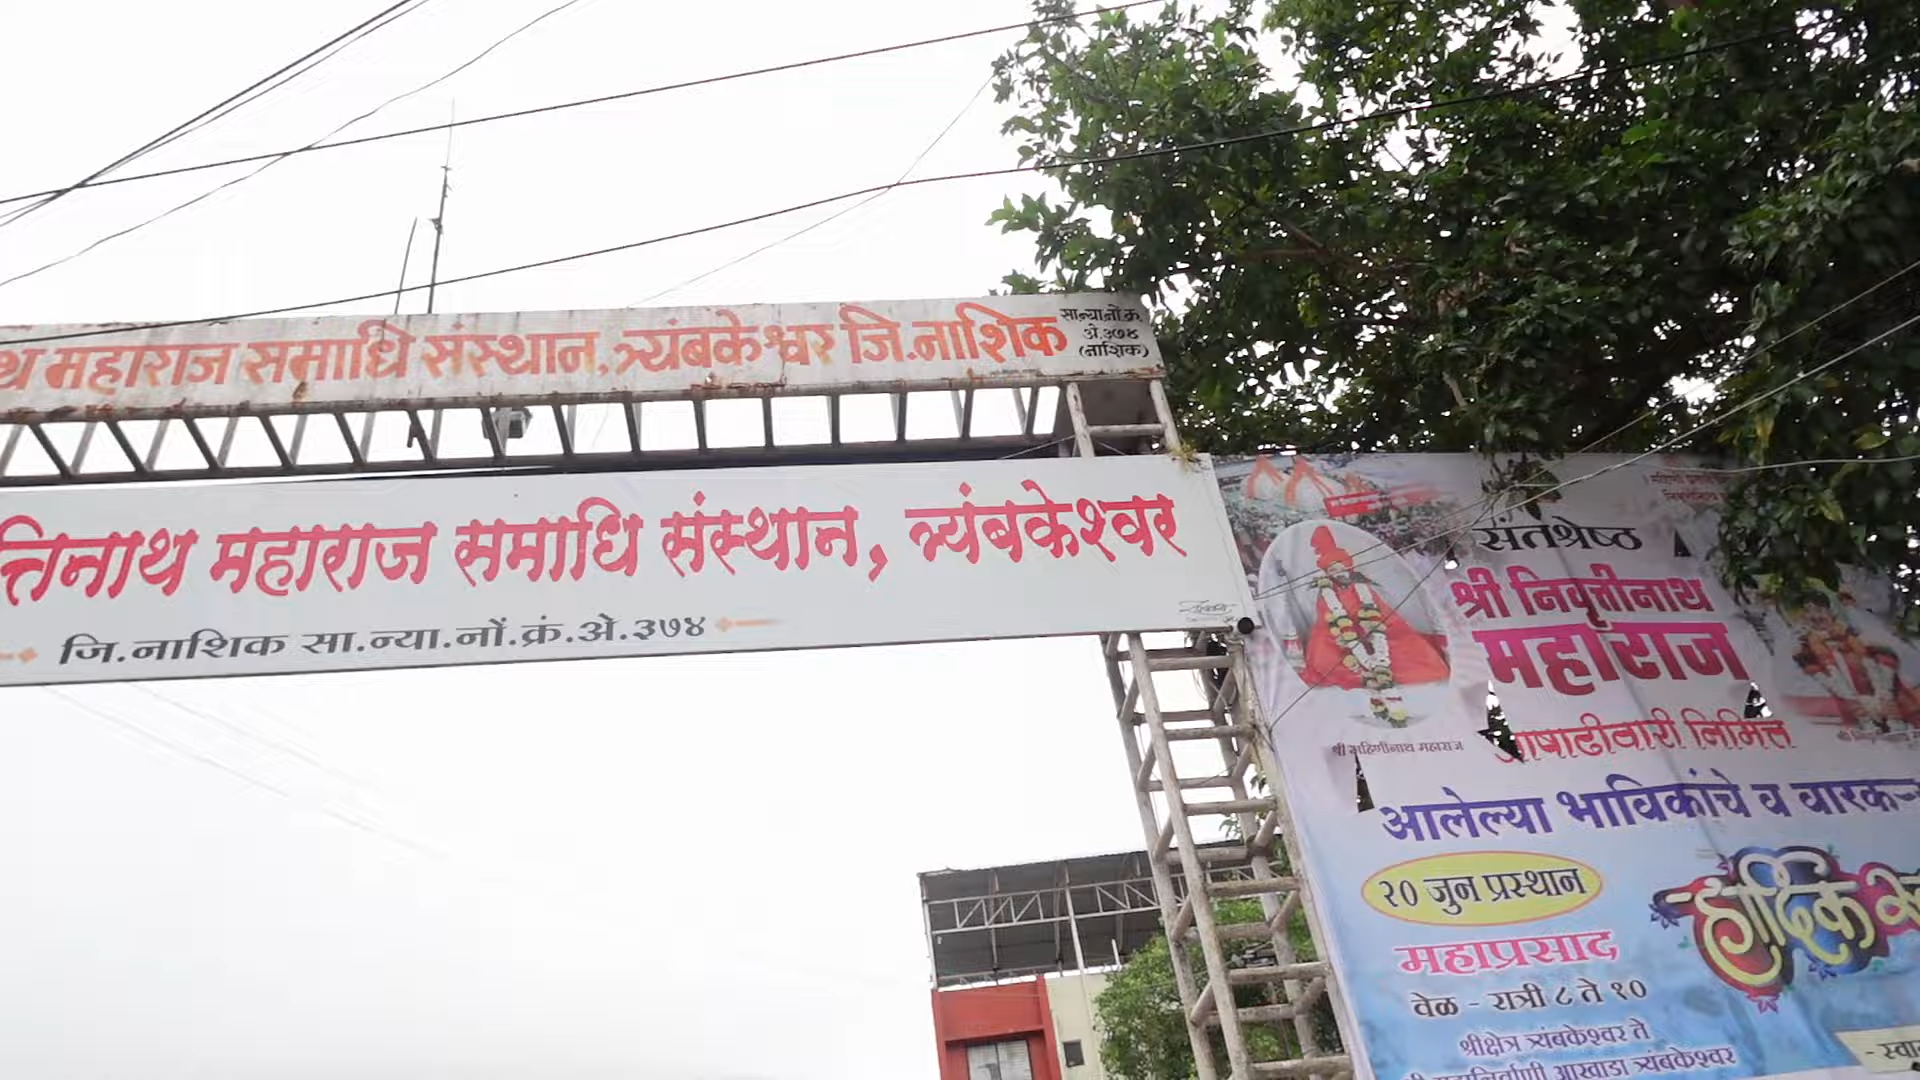 थ महाराज समाधि संस्थान, त्र्यंबकेश्वर जि.नाशिक
सा.न्या.नों.क्र.
अे.३७४
(नाशिक)
त्तिनाथ महाराज समाधि संस्थान, त्र्यंबकेश्वर
जि.नाशिक सा.न्या.नों.क्रं.अे.३७४
संतश्रेष्ठ
श्री निवृत्तीनाथ
महाराज
आषाढीवारी निमित्त
आलेल्या भाविकांचे व वारकऱ्
२० जुन प्रस्थान
हार्दिक स्व
महाप्रसाद
वेळ - रात्री ८ ते १०
श्रीक्षेत्र त्र्यंबकेश्वर ते
आखाडा त्र्यंबकेश्वर
- स्वा